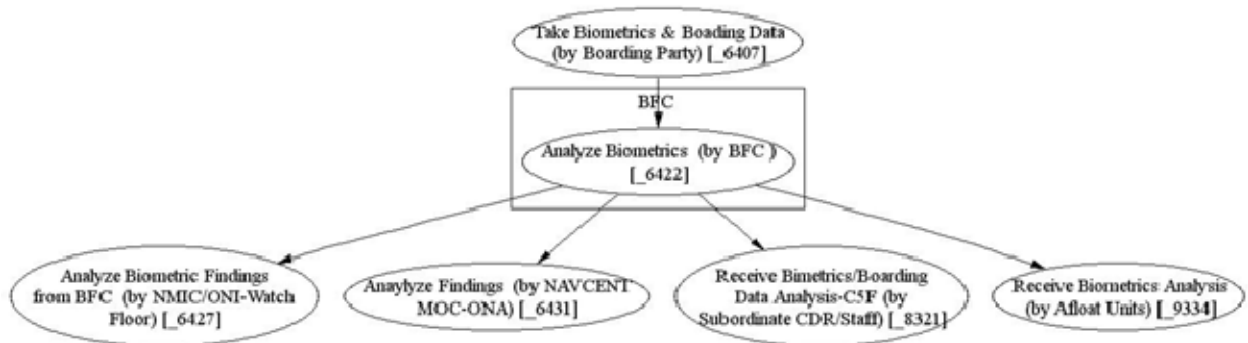 Take Biometrics & Boading Data
(by Boarding Party) [_6407]
BFC
Analyze Biometrics (by BFC )
[_6422]
Analyze Biometric Findings
from BFC (by NMIC/ONI-Watch
Floor) [_6427]
Anaylyze Findings (by NAVCENT
MOC-ONA) [_6431]
Receive Bimetrics/Boarding
Data Analysis-C5F (by
Subordinate CDR/Staff) [_8321]
Receive Biometrics Analysis
(by Afloat Units) [_9334]